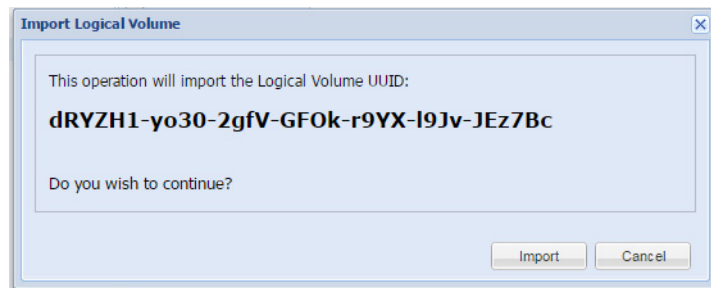 Import Logical Volume
This operation will import the Logical Volume UUID:
dRYZH1-yo30-2gfV-GFOk-r9YX-l9Jv-JEz7Bc
Do you wish to continue?
Import Cancel